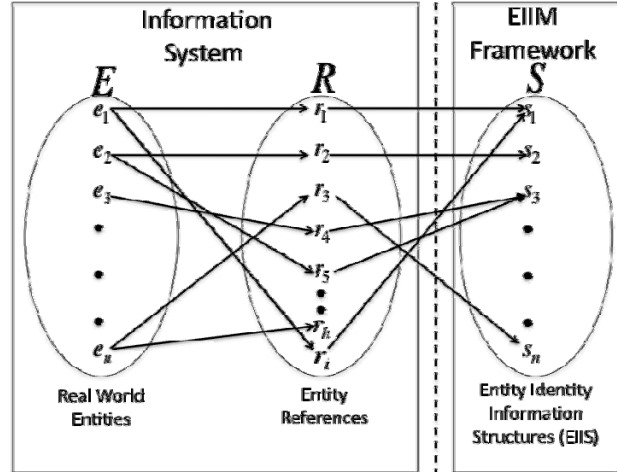 Information
System
EIIM
Framework
E
R
S
e1
r1
s1
e2
r2
s2
e3
r3
s3
r4
r5
rh
en
ri
sn
Real World
Entities
Entity
References
Entity Identity
Information
Structures (EIIS)